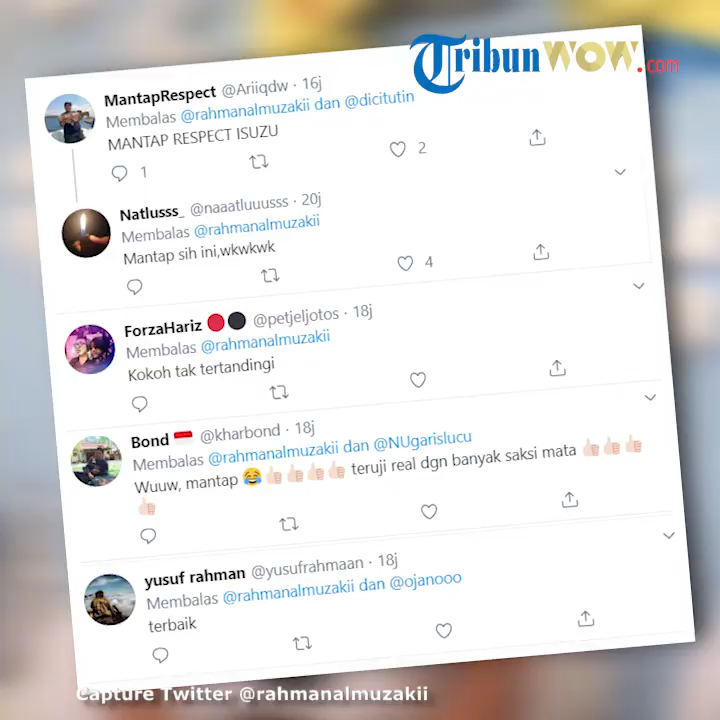 TribunWOW.com
MantapRespect @Ariiqdw · 16j
Membalas @rahmanalmuzakii dan @dicitutin
MANTAP RESPECT ISUZU
1 2
Natlusss_ @naaatluuusss · 20j
Membalas @rahmanalmuzakii
Mantap sih ini,wkwkwk
4
ForzaHariz 🔴⚫ @petjeljotos · 18j
Membalas @rahmanalmuzakii
Kokoh tak tertandingi
Bond 🇮🇩 @kharbond · 18j
Membalas @rahmanalmuzakii dan @NUgarislucu
Wuuw, mantap 😂👍🏻👍🏻👍🏻👍🏻 teruji real dgn banyak saksi mata 👍🏻👍🏻👍🏻
👍🏻
yusuf rahman @yusufrahmaan · 18j
Membalas @rahmanalmuzakii dan @ojanooo
terbaik
Capture Twitter @rahmanalmuzakii